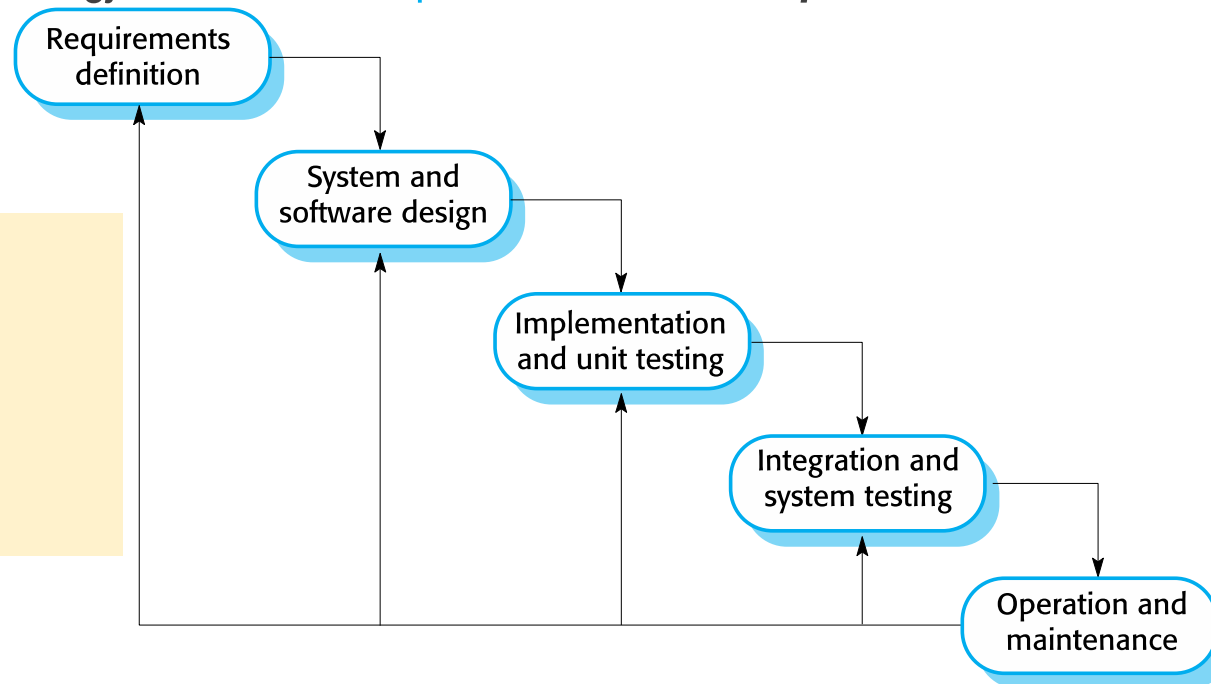 Requirements
definition
System and
software design
Implementation
and unit testing
Integration and
system testing
Operation and
maintenance